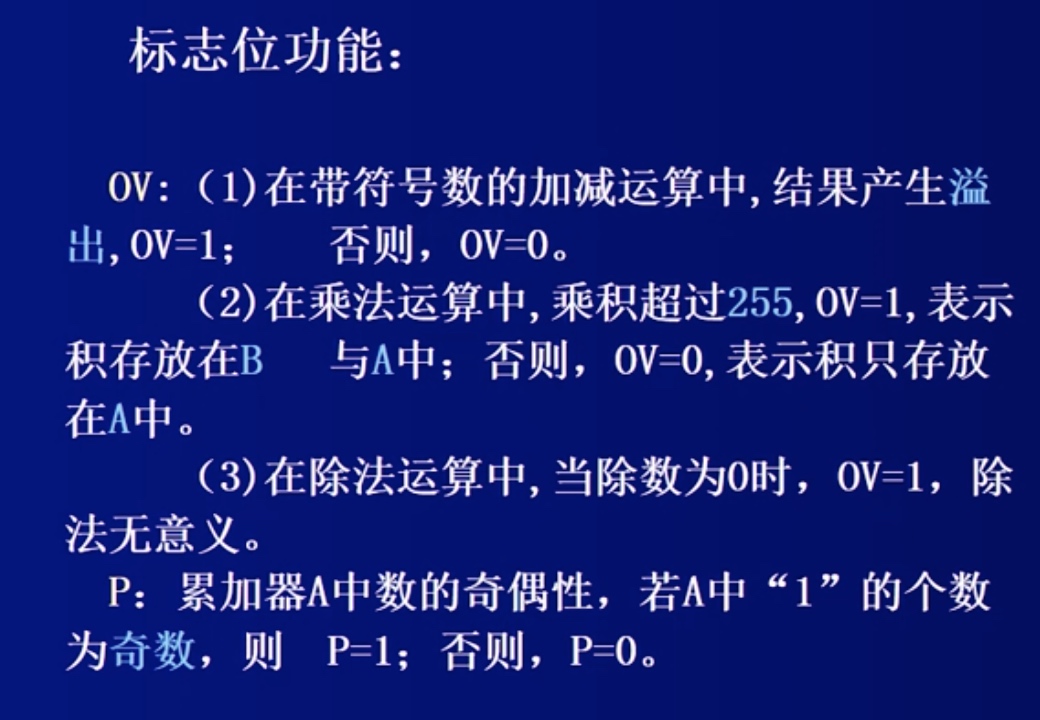 标志位功能：
OV:（1)在带符号数的加减运算中,结果产生溢
出,OV=1； 否则，OV=0。
（2)在乘法运算中,乘积超过255,OV=1,表示
积存放在B 与A中；否则，OV=0,表示积只存放
在A中。
（3)在除法运算中,当除数为0时，OV=1，除
法无意义。
P：累加器A中数的奇偶性，若A中“1”的个数
为奇数，则 P=1；否则，P=0。